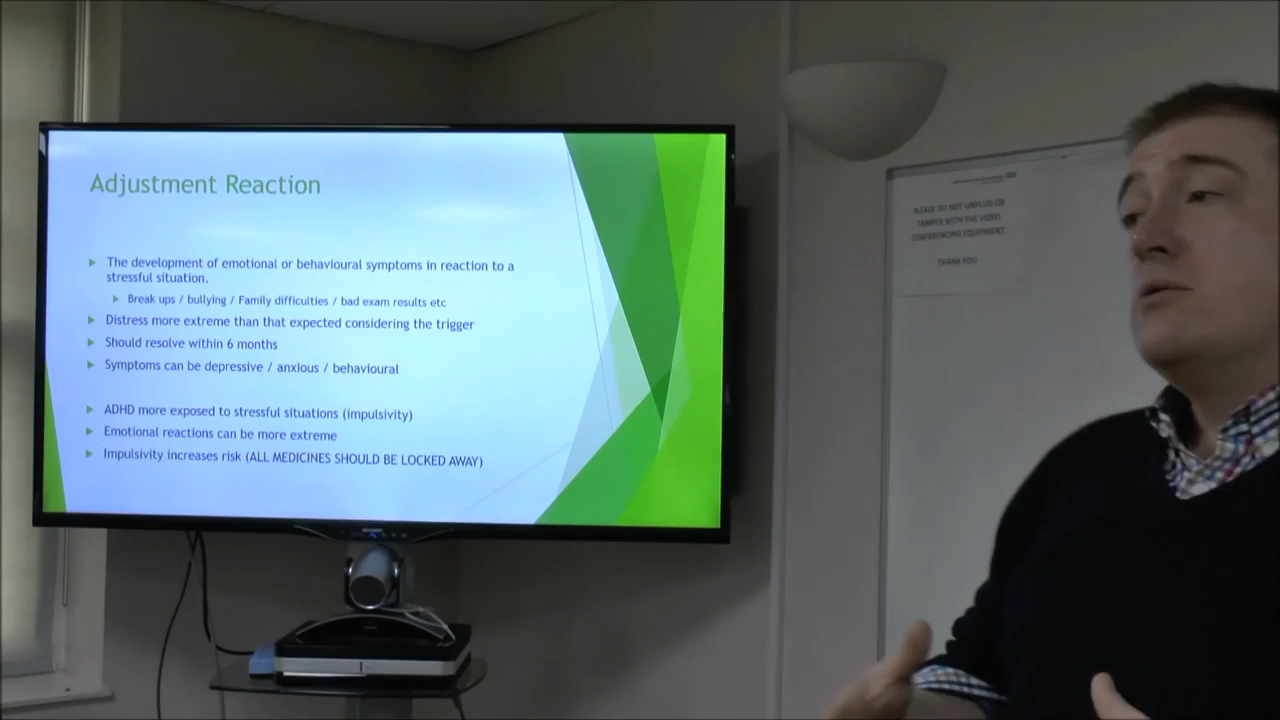 Adjustment Reaction
The development of emotional or behavioural symptoms in reaction to a
stressful situation.
Break ups / bullying / Family difficulties / bad exam results etc
Distress more extreme than that expected considering the trigger
Should resolve within 6 months
Symptoms can be depressive / anxious / behavioural
ADHD more exposed to stressful situations (impulsivity)
Emotional reactions can be more extreme
Impulsivity increases risk (ALL MEDICINES SHOULD BE LOCKED AWAY)
PLEASE DO NOT UNPLUG OR
TAMPER WITH THE VIDEO
CONFERENCING EQUIPMENT.
THANK YOU